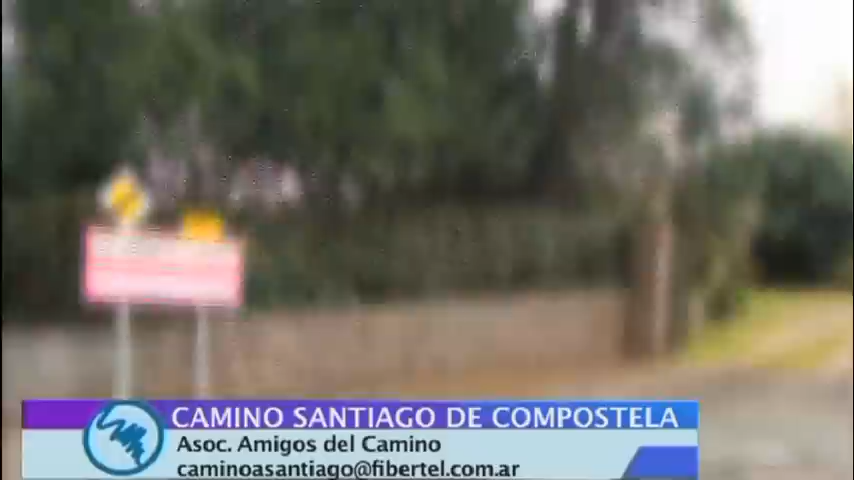 CAMINO SANTIAGO DE COMPOSTELA
Asoc. Amigos del Camino
caminoasantiago@fibertel.com.ar